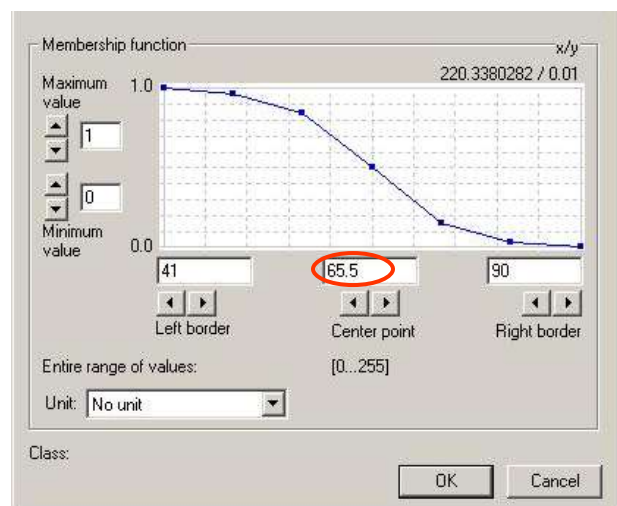 Membership function
x/y
220.3380282 / 0.01
Maximum
value
1.0
1
0
Minimum
value
0.0
41
65.5
90
Left border
Center point
Right border
Entire range of values:
[0...255]
Unit: No unit
Class:
OK
Cancel